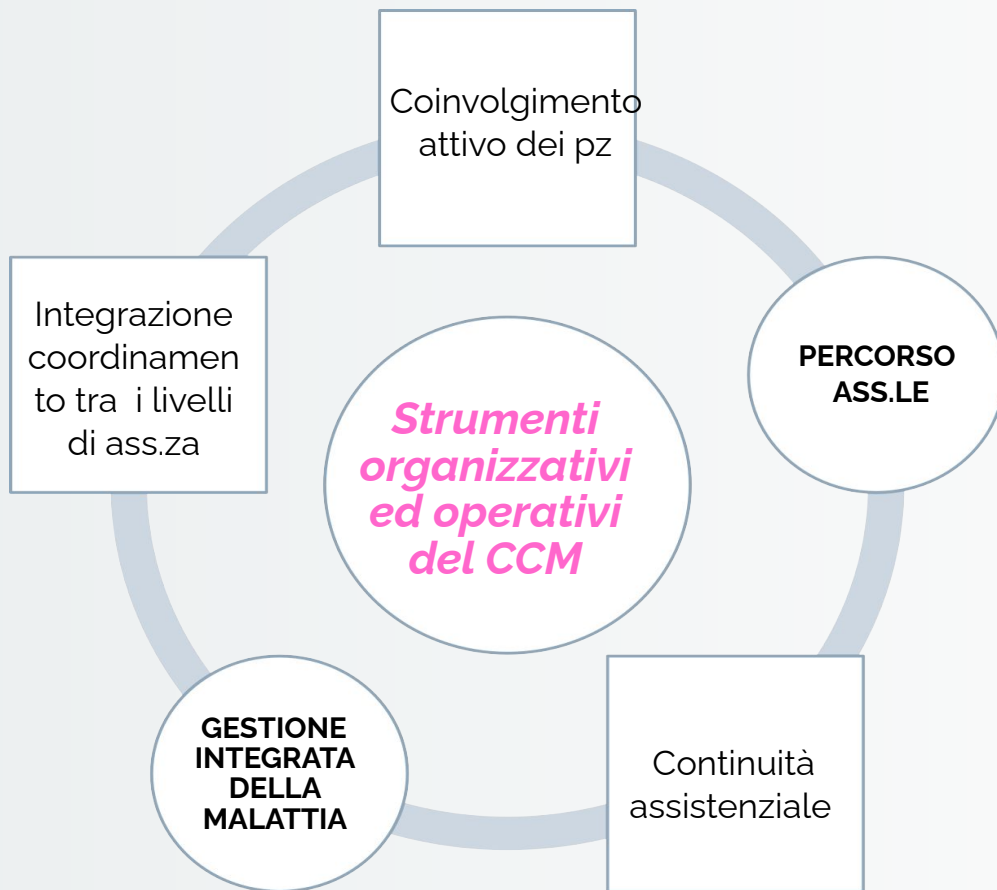 Coinvolgimento
attivo dei pz
Integrazione
coordinamen
to tra  i livelli
di ass.za
PERCORSO
ASS.LE
Strumenti
organizzativi
ed operativi
del CCM
GESTIONE
INTEGRATA
DELLA
MALATTIA
Continuità
assistenziale